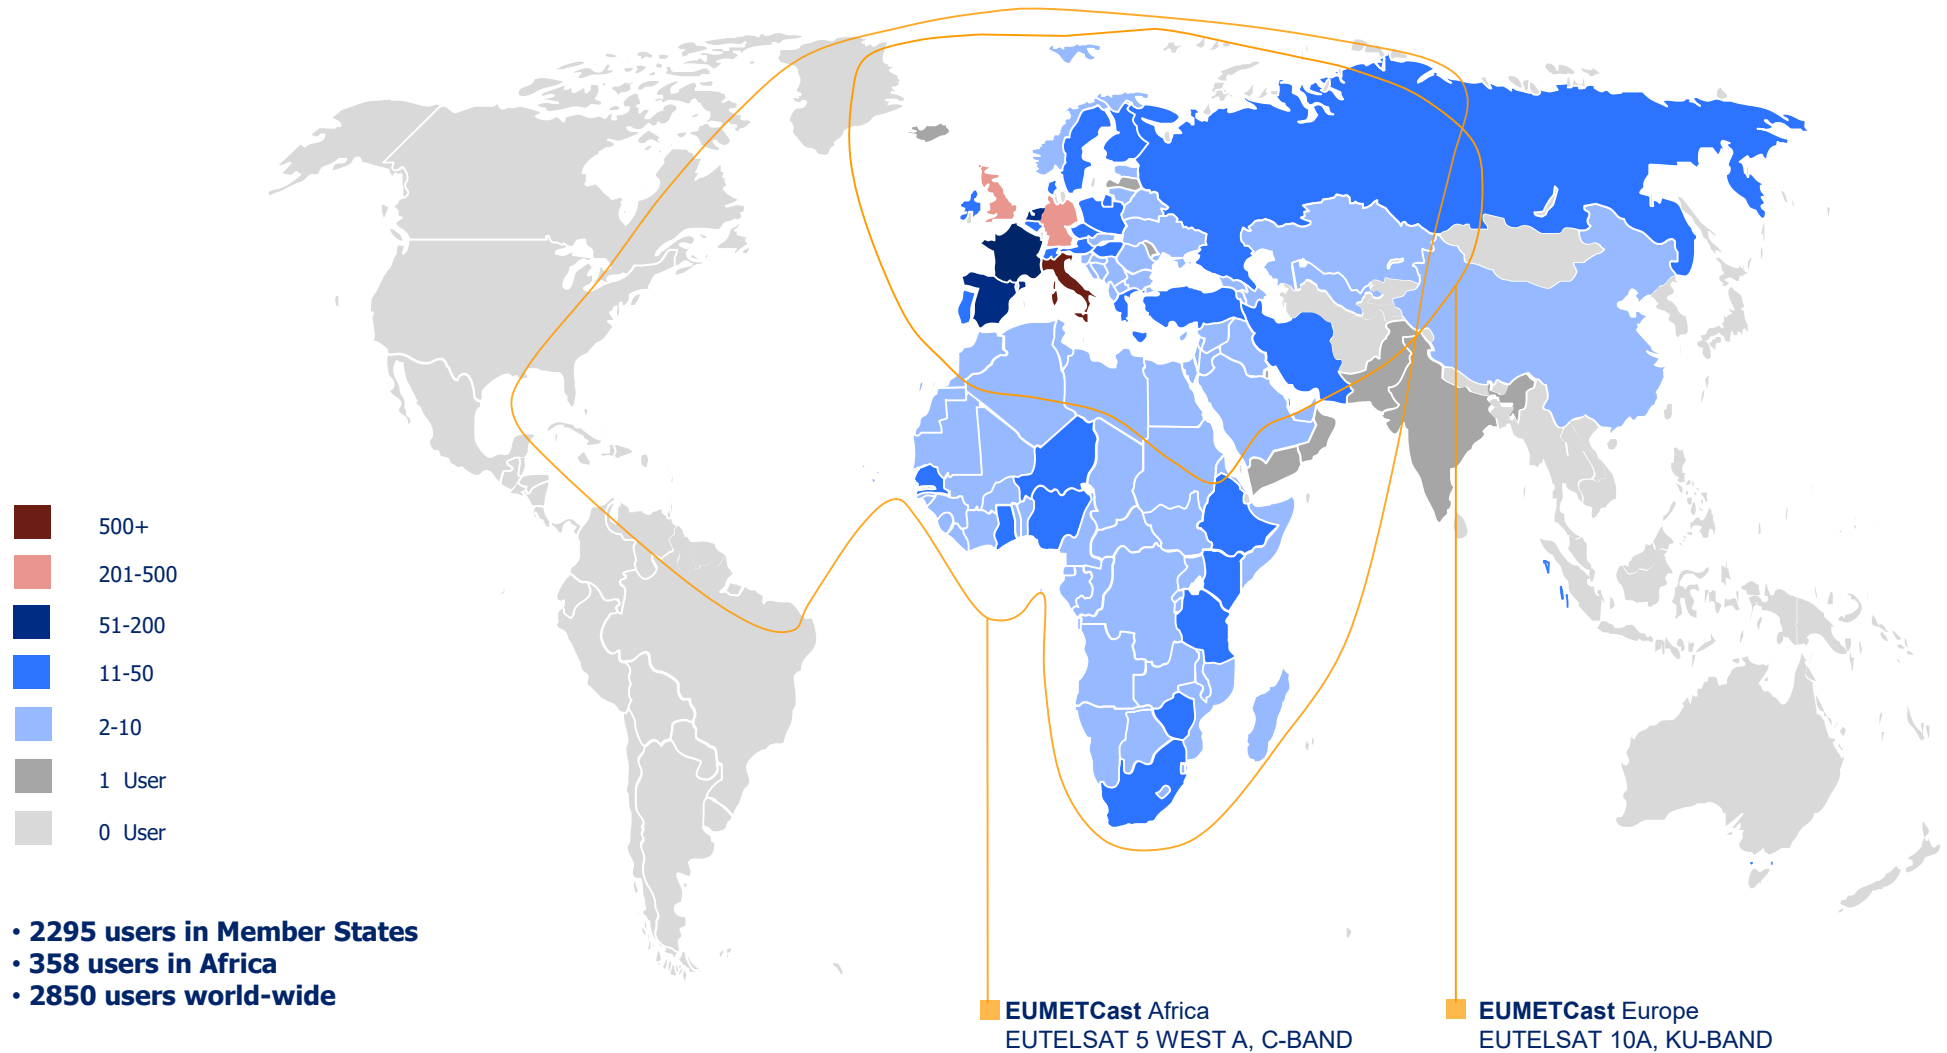 500+
201-500
51-200
11-50
2-10
1 User
0 User
• 2295 users in Member States
• 358 users in Africa
• 2850 users world-wide
EUMETCast Africa
EUTELSAT 5 WEST A, C-BAND
EUMETCast Europe
EUTELSAT 10A, KU-BAND